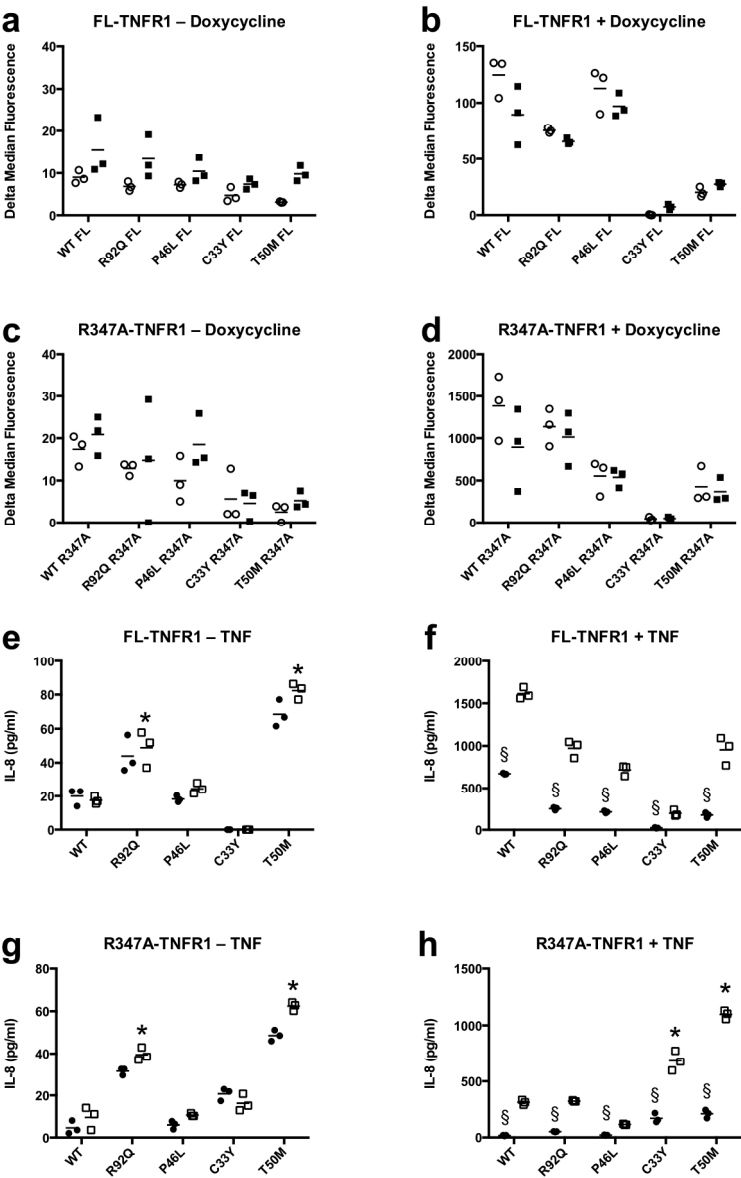 a
FL-TNFR1 – Doxycycline
Delta Median Fluorescence
40
30
20
10
0
WT FL
R92Q FL
P46L FL
C33Y FL
T50M FL
b
FL-TNFR1 + Doxycycline
Delta Median Fluorescence
150
100
50
0
WT FL
R92Q FL
P46L FL
C33Y FL
T50M FL
c
R347A-TNFR1 – Doxycycline
Delta Median Fluorescence
40
30
20
10
0
WT R347A
R92Q R347A
P46L R347A
C33Y R347A
T50M R347A
d
R347A-TNFR1 + Doxycycline
Delta Median Fluorescence
2000
1500
1000
500
0
WT R347A
R92Q R347A
P46L R347A
C33Y R347A
T50M R347A
e
FL-TNFR1 – TNF
IL-8 (pg/ml)
100
80
60
40
20
0
* *
WT
R92Q
P46L
C33Y
T50M
f
FL-TNFR1 + TNF
IL-8 (pg/ml)
2000
1500
1000
500
0
§ § § § §
WT
R92Q
P46L
C33Y
T50M
g
R347A-TNFR1 – TNF
IL-8 (pg/ml)
80
60
40
20
0
* *
WT
R92Q
P46L
C33Y
T50M
h
R347A-TNFR1 + TNF
IL-8 (pg/ml)
1500
1000
500
0
* *
§ § § § §
WT
R92Q
P46L
C33Y
T50M